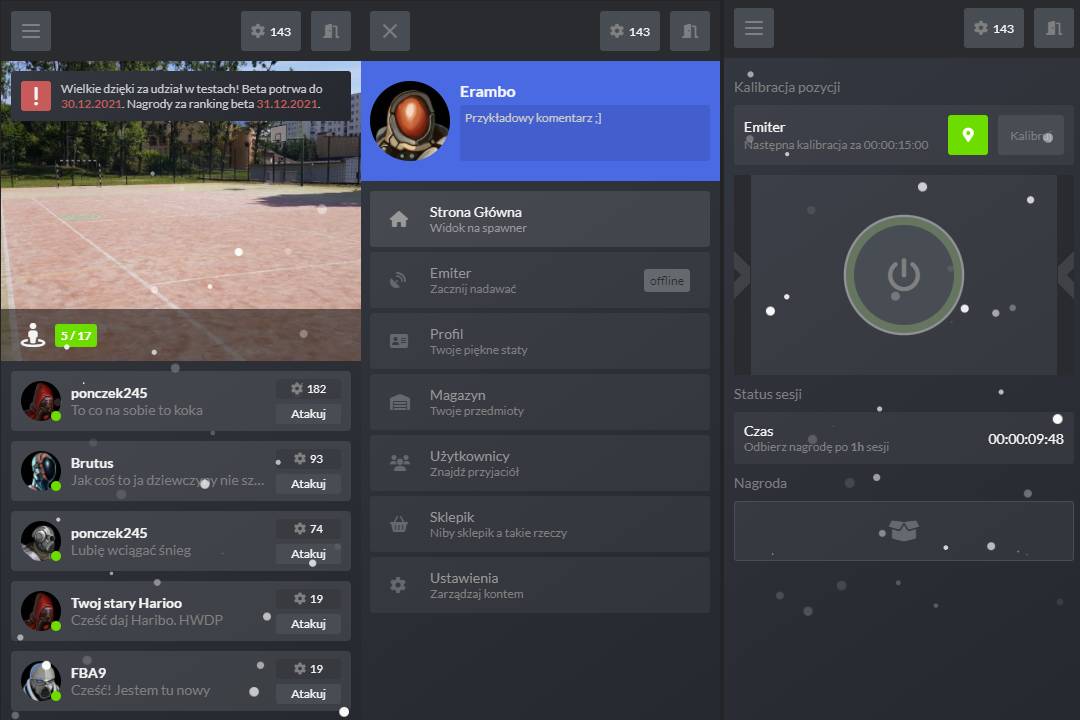 143
Wielkie dzięki za udział w testach! Beta potrwa do
30.12.2021. Nagrody za ranking beta 31.12.2021.
5 / 17
ponczek245
To co na sobie to koka
182
Atakuj
Brutus
Jak coś to ja dziewczyny nie sz...
93
Atakuj
ponczek245
Lubię wciągać śnieg
74
Atakuj
Twoj stary Harioo
Cześć daj Haribo. HWDP
19
Atakuj
FBA9
Cześć! Jestem tu nowy
19
Atakuj
143
Erambo
Przykładowy komentarz ;]
Strona Główna
Widok na spawner
Emiter
Zacznij nadawać
offline
Profil
Twoje piękne staty
Magazyn
Twoje przedmioty
Użytkownicy
Znajdź przyjaciół
Sklepik
Niby sklepik a takie rzeczy
Ustawienia
Zarządzaj kontem
143
Kalibracja pozycji
Emiter
Następna kalibracja za 00:00:15:00
Kalibruj
Status sesji
Czas
Odbierz nagrodę po 1h sesji
00:00:09:48
Nagroda